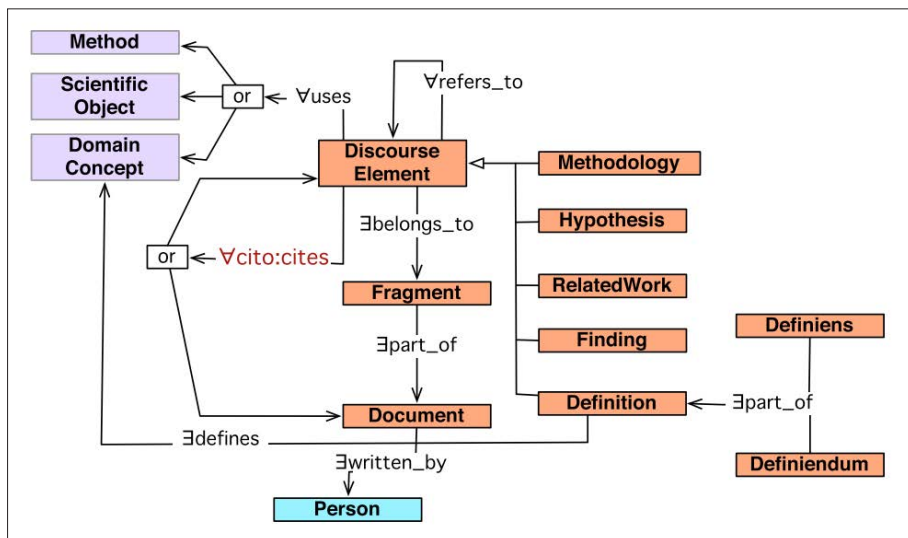 Method
Scientific
Object
Domain
Concept
or
∀uses
∀refers_to
Discourse
Element
Methodology
Hypothesis
RelatedWork
Finding
Definition
∃belongs_to
or
∀cito:cites
Fragment
∃part_of
Document
Definiens
∃part_of
Definiendum
∃defines
∃written_by
Person